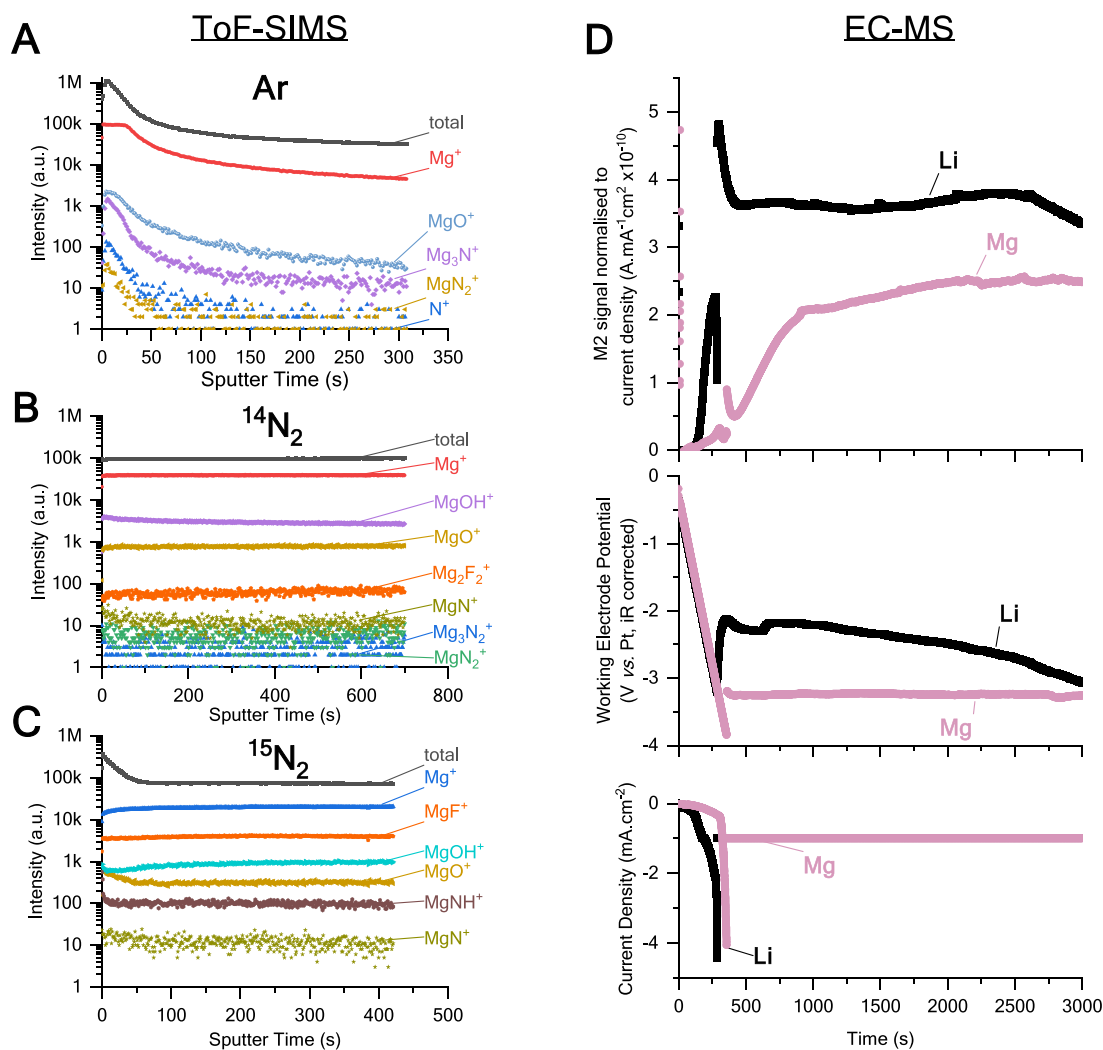 ToF-SIMS
EC-MS
A
Ar
1M
100k
10k
1k
100
10
1
Intensity (a.u.)
total
Mg⁺
MgO⁺
Mg₃N⁺
MgN₂⁺
N⁺
0 50 100 150 200 250 300 350
Sputter Time (s)
B
¹⁴N₂
1M
100k
10k
1k
100
10
1
Intensity (a.u.)
total
Mg⁺
MgOH⁺
MgO⁺
Mg₂F₂⁺
MgN⁺
Mg₃N₂⁺
MgN₂⁺
0 200 400 600 800
Sputter Time (s)
C
¹⁵N₂
1M
100k
10k
1k
100
10
1
Intensity (a.u.)
total
Mg⁺
MgF⁺
MgOH⁺
MgO⁺
MgNH⁺
MgN⁺
0 100 200 300 400 500
Sputter Time (s)
D
5
4
3
2
1
0
M2 signal normalised to
current density (A.mA⁻¹cm² x10⁻¹⁰)
Li
Mg
-0
-1
-2
-3
-4
Working Electrode Potential
(V vs. Pt, iR corrected)
Li
Mg
0
-2
-4
Current Density (mA.cm⁻²)
Mg
Li
0 500 1000 1500 2000 2500 3000
Time (s)